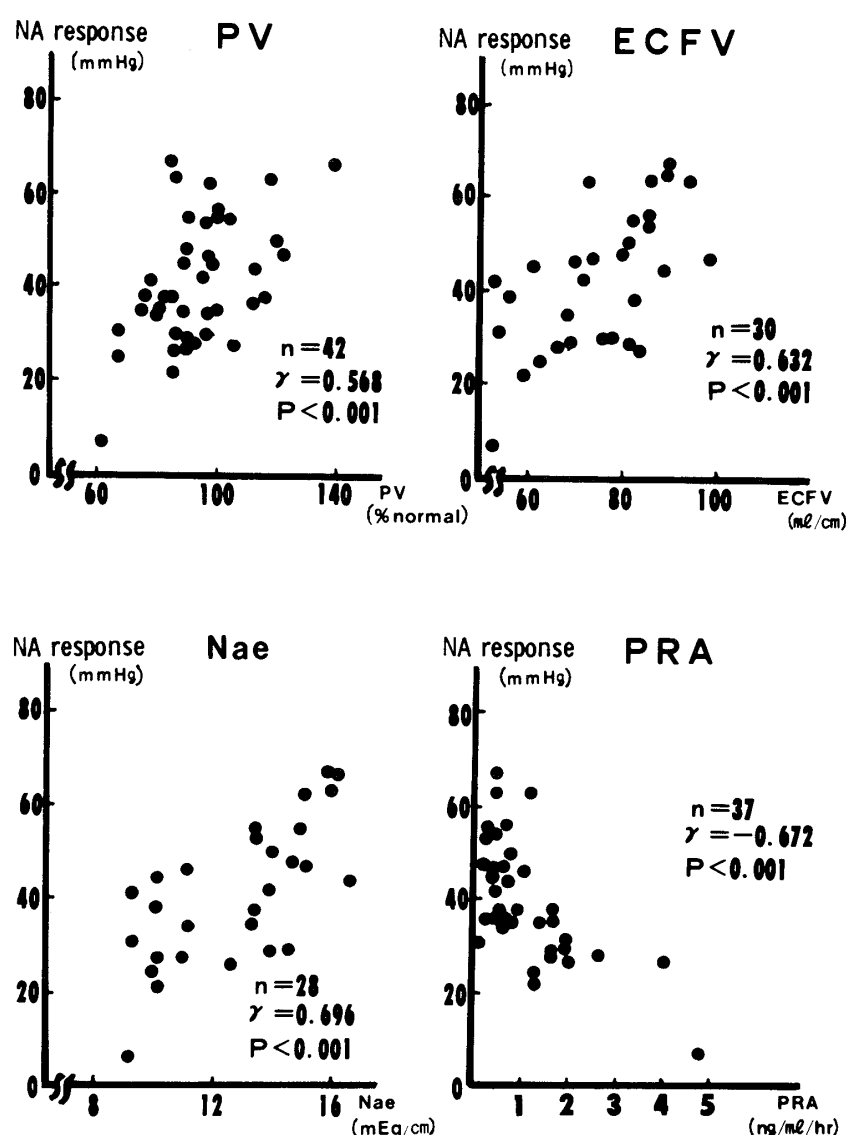 NA response
(mmHg)
PV
80
60
40
20
0
n=42
γ=0.568
P<0.001
60
100
140
PV
(%normal)
NA response
(mmHg)
ECFV
80
60
40
20
0
n=30
γ=0.632
P<0.001
60
80
100
ECFV
(mℓ/cm)
NA response
(mmHg)
Nae
80
60
40
20
0
n=28
γ=0.696
P<0.001
8
12
16
Nae
(mEq/cm)
NA response
(mmHg)
PRA
80
60
40
20
0
n=37
γ=−0.672
P<0.001
1
2
3
4
5
PRA
(ng/mℓ/hr)